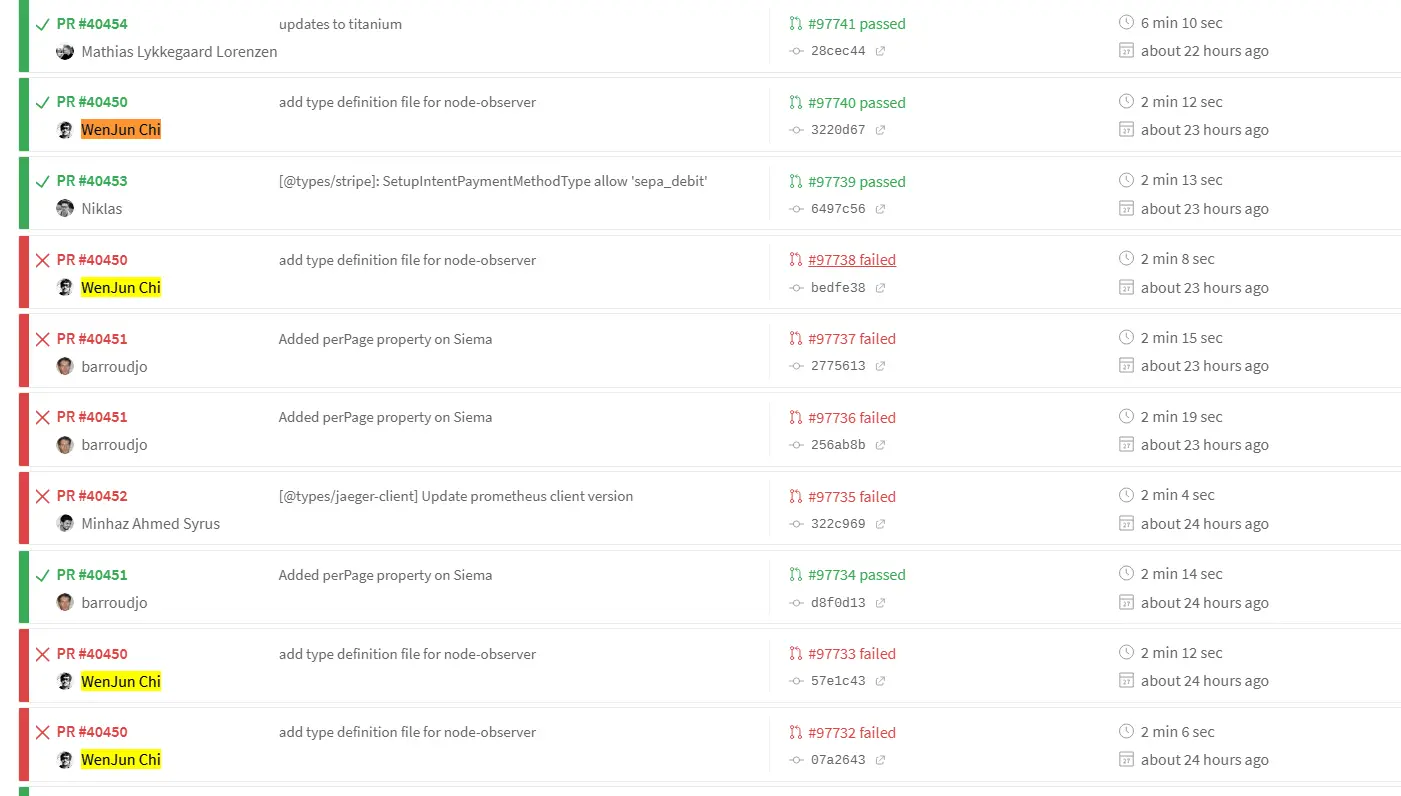 PR #40454 updates to titanium #97741 passed 6 min 10 sec
Mathias Lykkegaard Lorenzen 28cec44 about 22 hours ago
PR #40450 add type definition file for node-observer #97740 passed 2 min 12 sec
WenJun Chi 3220d67 about 23 hours ago
PR #40453 [@types/stripe]: SetupIntentPaymentMethodType allow 'sepa_debit' #97739 passed 2 min 13 sec
Niklas 6497c56 about 23 hours ago
PR #40450 add type definition file for node-observer #97738 failed 2 min 8 sec
WenJun Chi bedfe38 about 23 hours ago
PR #40451 Added perPage property on Siema #97737 failed 2 min 15 sec
barroudjo 2775613 about 23 hours ago
PR #40451 Added perPage property on Siema #97736 failed 2 min 19 sec
barroudjo 256ab8b about 23 hours ago
PR #40452 [@types/jaeger-client] Update prometheus client version #97735 failed 2 min 4 sec
Minhaz Ahmed Syrus 322c969 about 24 hours ago
PR #40451 Added perPage property on Siema #97734 passed 2 min 14 sec
barroudjo d8f0d13 about 24 hours ago
PR #40450 add type definition file for node-observer #97733 failed 2 min 12 sec
WenJun Chi 57e1c43 about 24 hours ago
PR #40450 add type definition file for node-observer #97732 failed 2 min 6 sec
WenJun Chi 07a2643 about 24 hours ago